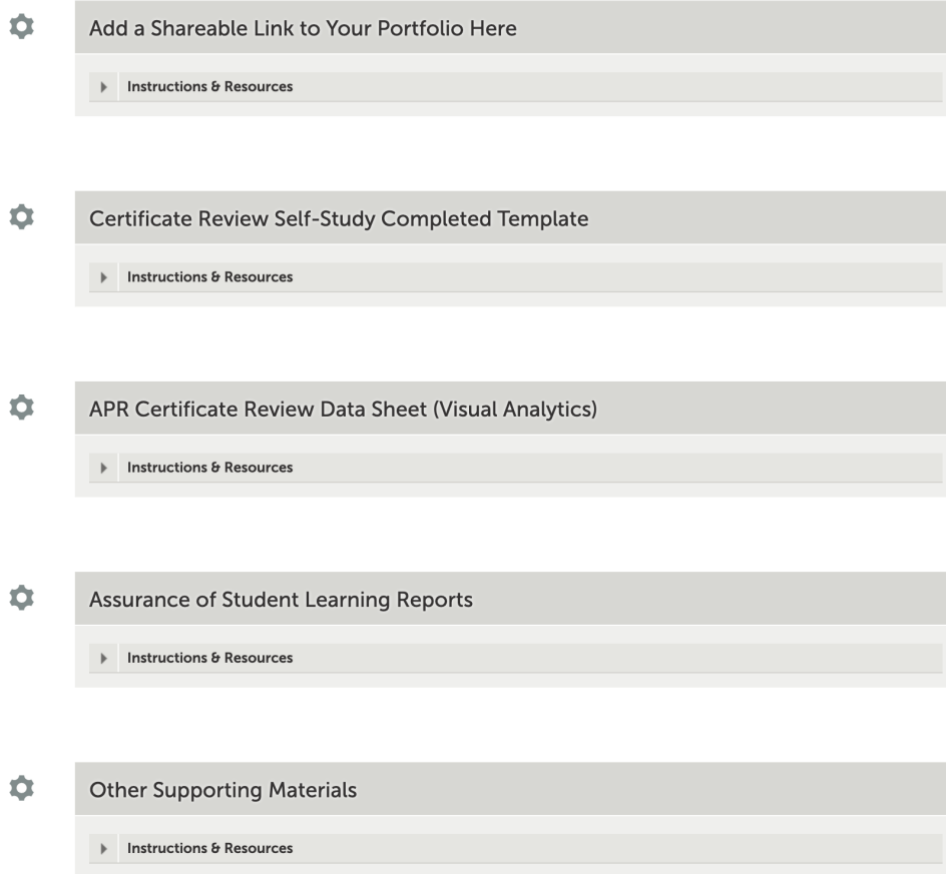 Add a Shareable Link to Your Portfolio Here
Instructions & Resources
Certificate Review Self-Study Completed Template
Instructions & Resources
APR Certificate Review Data Sheet (Visual Analytics)
Instructions & Resources
Assurance of Student Learning Reports
Instructions & Resources
Other Supporting Materials
Instructions & Resources